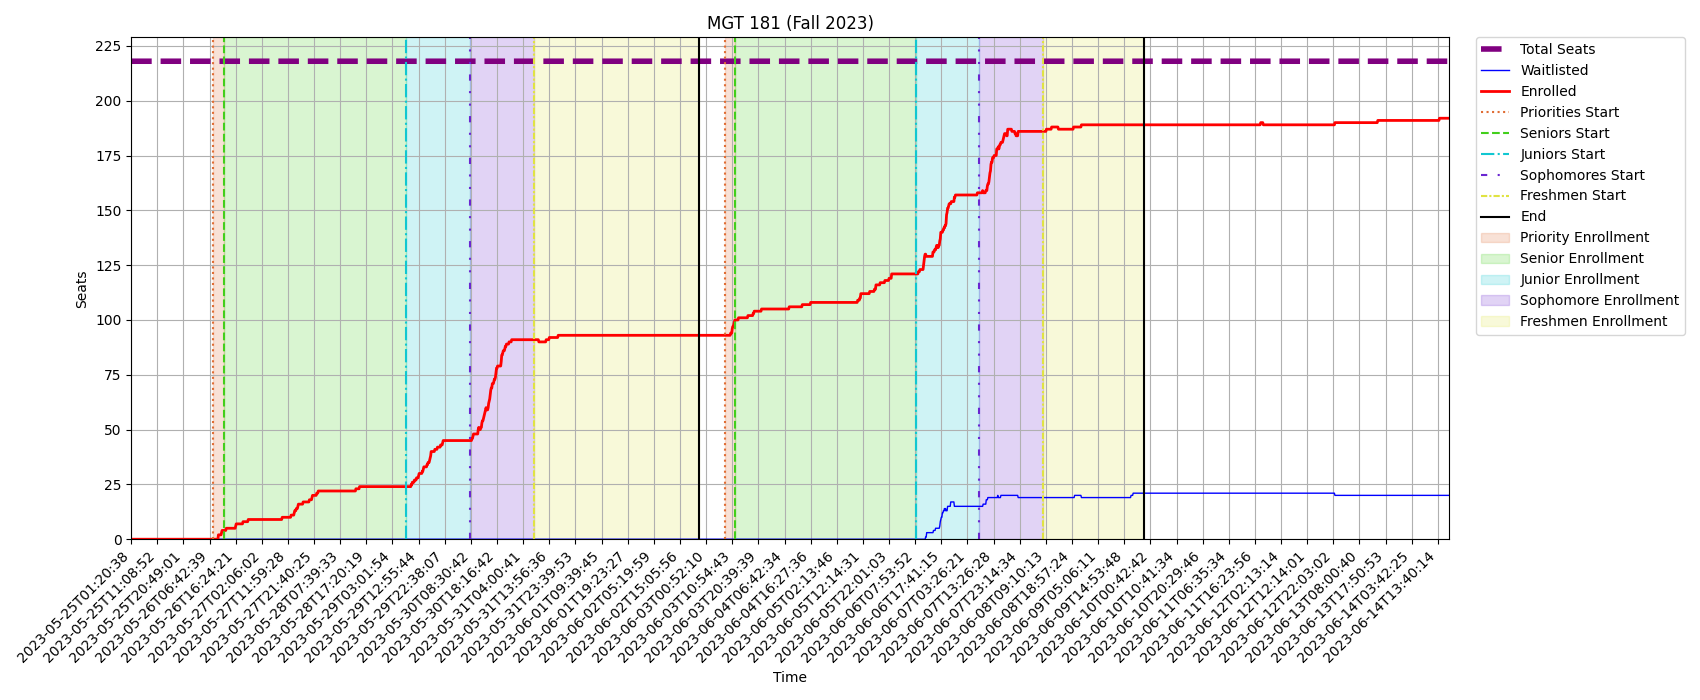 MGT 181 (Fall 2023)
Seats
225
200
175
150
125
100
75
50
25
0
2023-05-25T01:20:38
2023-05-25T11:08:52
2023-05-25T20:49:01
2023-05-26T06:42:39
2023-05-26T16:24:21
2023-05-27T02:06:02
2023-05-27T11:59:28
2023-05-27T21:40:25
2023-05-28T07:39:33
2023-05-28T17:20:19
2023-05-29T03:01:54
2023-05-29T12:55:44
2023-05-29T22:38:07
2023-05-30T08:30:42
2023-05-30T18:16:42
2023-05-31T04:00:41
2023-05-31T13:56:36
2023-05-31T23:39:53
2023-06-01T09:39:45
2023-06-01T19:23:27
2023-06-02T05:19:59
2023-06-02T15:05:56
2023-06-03T00:52:10
2023-06-03T10:54:43
2023-06-03T20:39:39
2023-06-04T06:42:34
2023-06-04T16:27:36
2023-06-05T02:13:46
2023-06-05T12:14:31
2023-06-05T22:01:03
2023-06-06T07:53:52
2023-06-06T17:41:15
2023-06-07T03:26:21
2023-06-07T13:26:28
2023-06-07T23:14:34
2023-06-08T09:10:13
2023-06-08T18:57:24
2023-06-09T05:06:11
2023-06-09T14:53:48
2023-06-10T00:42:42
2023-06-10T10:41:34
2023-06-10T20:29:46
2023-06-11T06:35:34
2023-06-11T16:23:56
2023-06-12T02:13:14
2023-06-12T12:14:01
2023-06-12T22:03:02
2023-06-13T08:00:40
2023-06-13T17:50:53
2023-06-14T03:42:25
2023-06-14T13:40:14
Time
Total Seats
Waitlisted
Enrolled
Priorities Start
Seniors Start
Juniors Start
Sophomores Start
Freshmen Start
End
Priority Enrollment
Senior Enrollment
Junior Enrollment
Sophomore Enrollment
Freshmen Enrollment